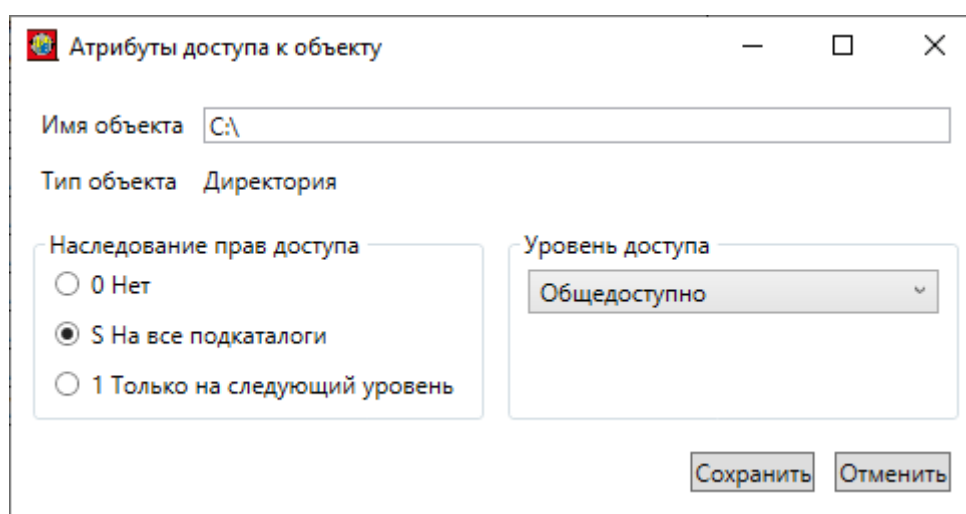 Атрибуты доступа к объекту
Имя объекта C:\
Тип объекта Директория
Наследование прав доступа
0 Нет
S На все подкаталоги
1 Только на следующий уровень
Уровень доступа
Общедоступно
Сохранить Отменить